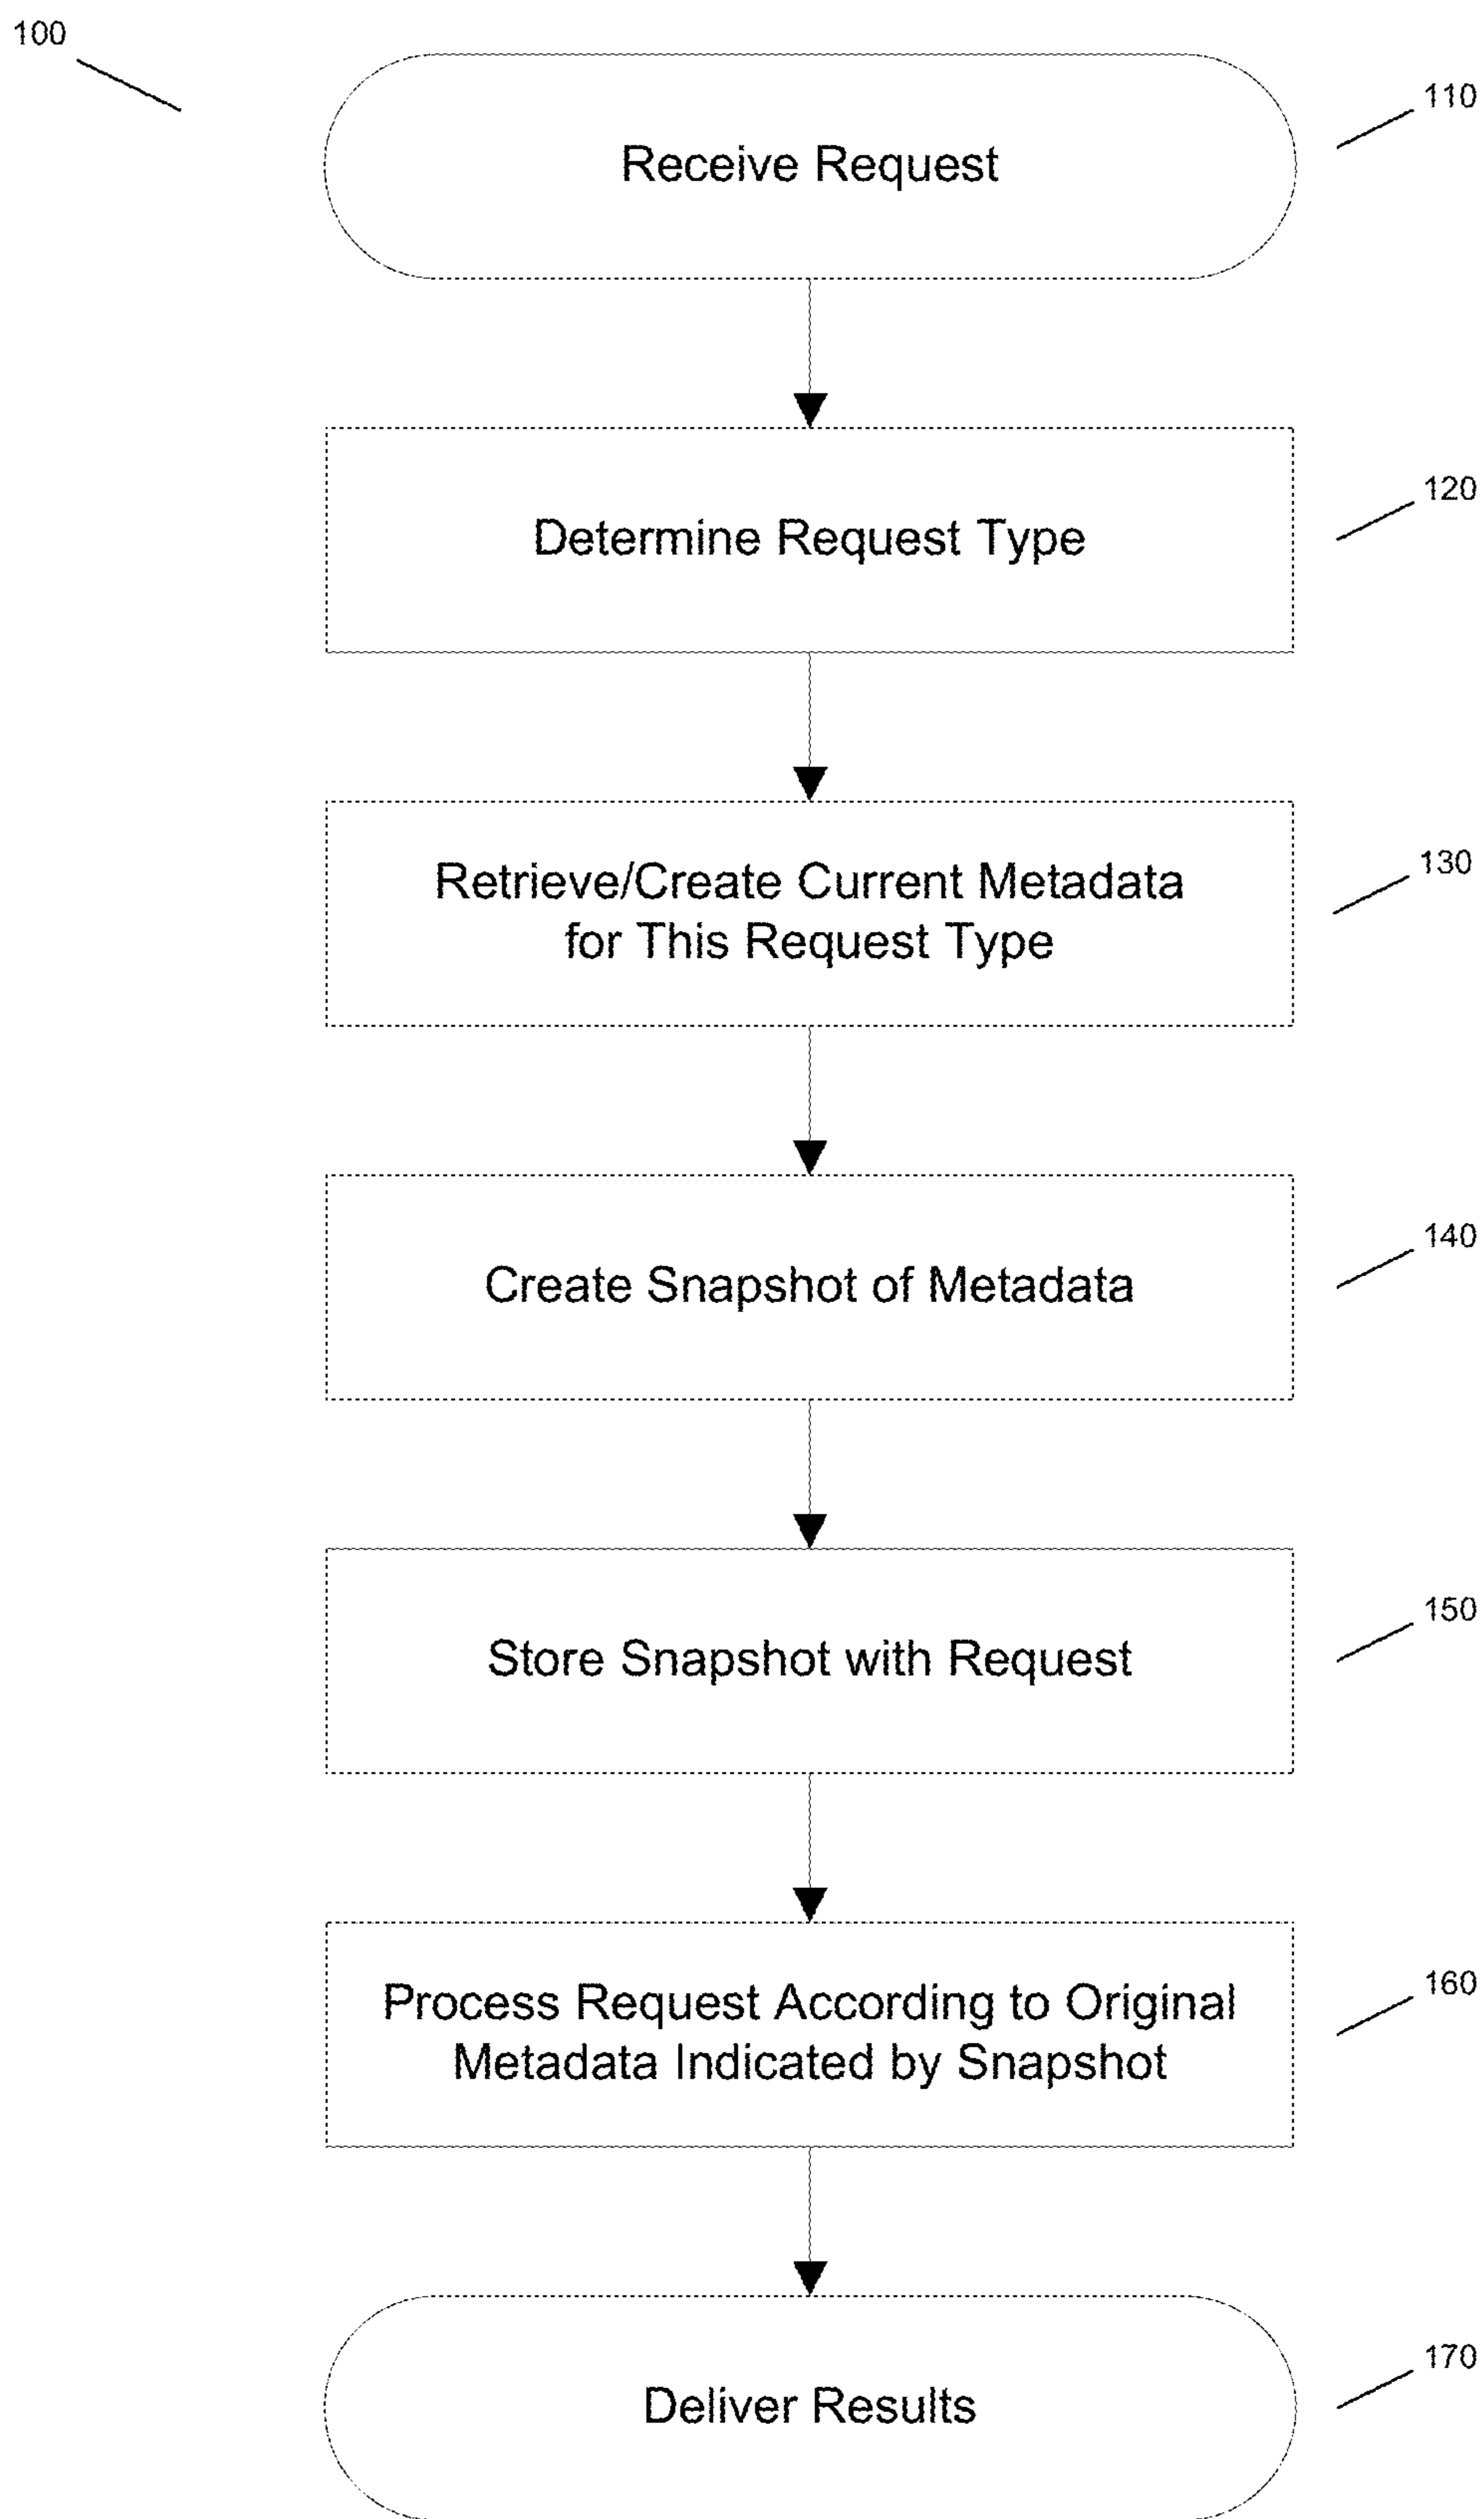 100
110
Receive Request
120
Determine Request Type
130
Retrieve/Create Current Metadata
for This Request Type
140
Create Snapshot of Metadata
150
Store Snapshot with Request
160
Process Request According to Original
Metadata Indicated by Snapshot
170
Deliver Results